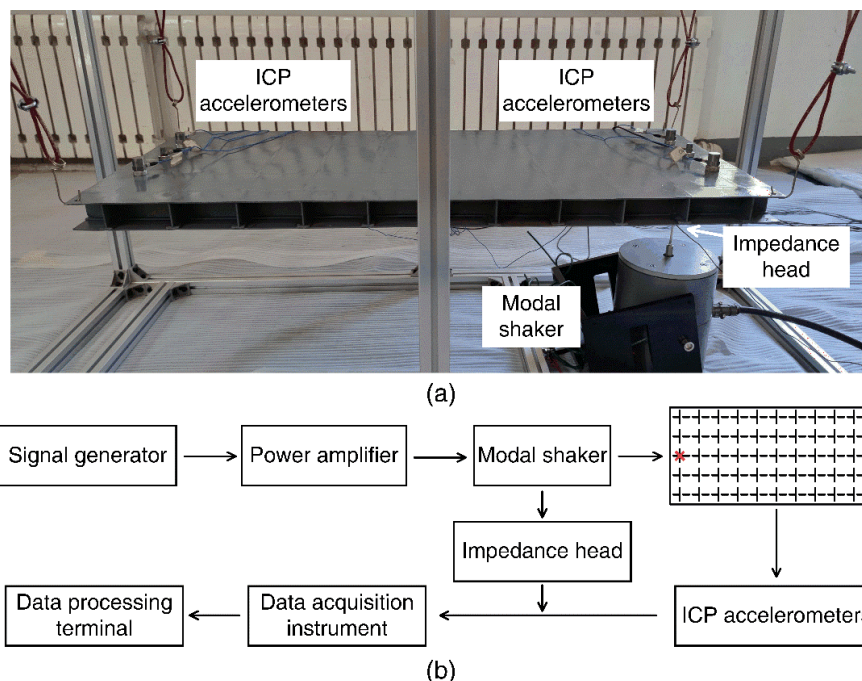 ICP
accelerometers
ICP
accelerometers
Impedance
head
Modal
shaker
(a)
Signal generator
Power amplifier
Modal shaker
Impedance head
Data processing
terminal
Data acquisition
instrument
ICP accelerometers
(b)